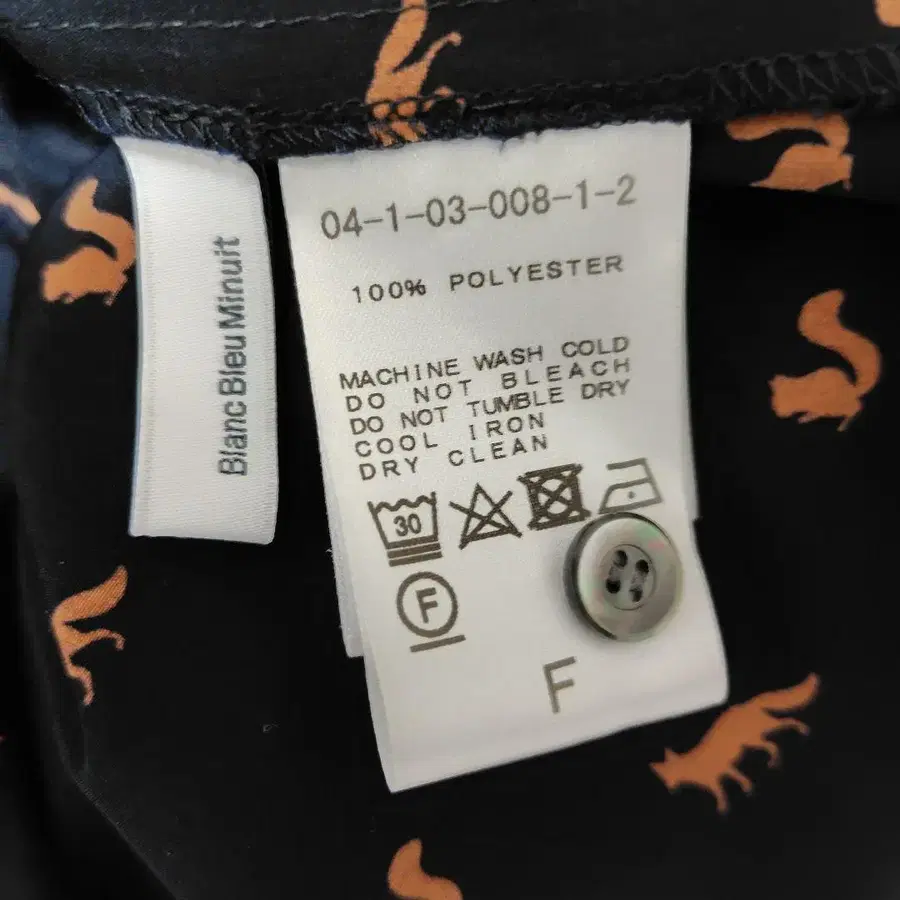 Blanc Bleu Minuit
04-1-03-008-1-2
100% POLYESTER
MACHINE WASH COLD
DO NOT BLEACH
DO NOT TUMBLE DRY
COOL IRON
DRY CLEAN
30
F
F